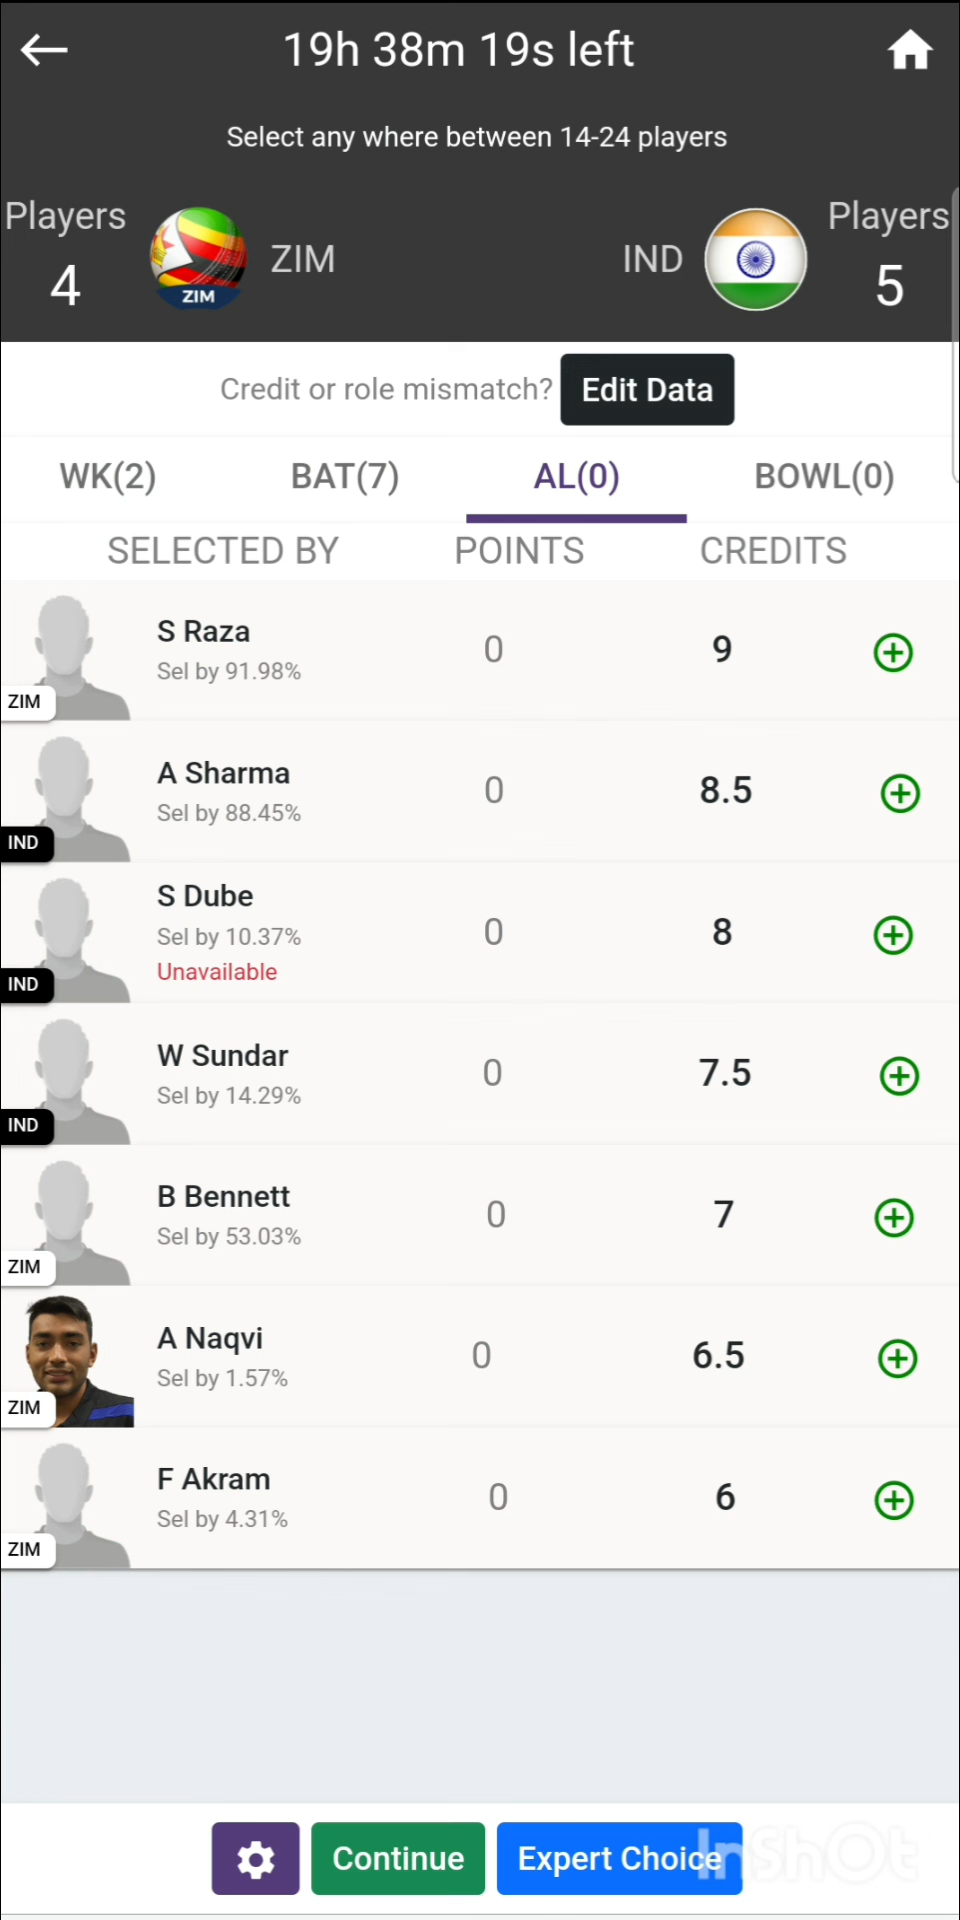 19h 38m 19s left
Select any where between 14-24 players
Players
4
ZIM
ZIM
IND
Players
5
Credit or role mismatch? Edit Data
WK(2) BAT(7) AL(0) BOWL(0)
SELECTED BY POINTS CREDITS
S Raza
Sel by 91.98%
0 9
ZIM
A Sharma
Sel by 88.45%
0 8.5
IND
S Dube
Sel by 10.37%
Unavailable
0 8
IND
W Sundar
Sel by 14.29%
0 7.5
IND
B Bennett
Sel by 53.03%
0 7
ZIM
A Naqvi
Sel by 1.57%
0 6.5
ZIM
F Akram
Sel by 4.31%
0 6
ZIM
Continue Expert Choice
InShOt